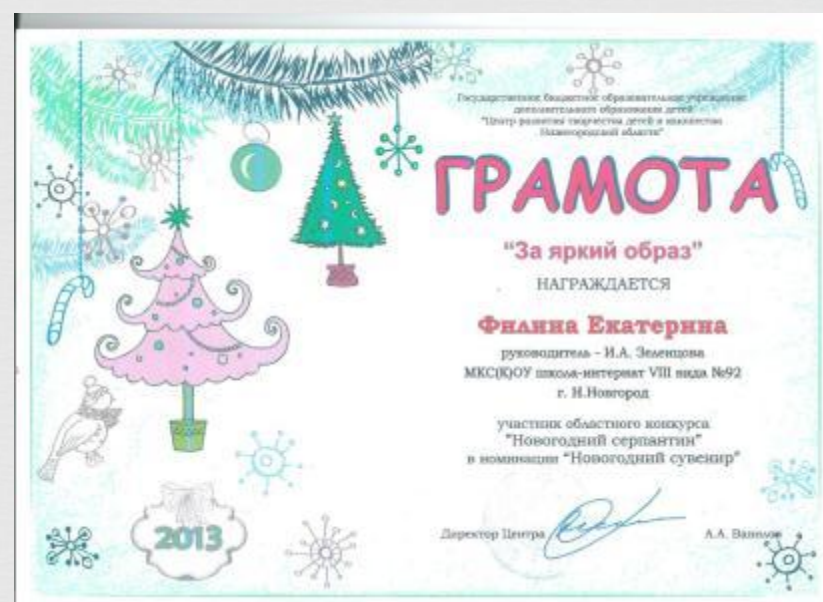 Государственное бюджетное образовательное учреждение
дополнительного образования детей
"Центр развития творчества детей и юношества
Нижегородской области"
ГРАМОТА
"За яркий образ"
НАГРАЖДАЕТСЯ
Филина Екатерина
руководитель - И.А. Зеленцова
МКС(К)ОУ школа-интернат VIII вида №92
г. Н.Новгород
участник областного конкурса
"Новогодний серпантин"
в номинации "Новогодний сувенир"
2013
Директор Центра
А.А.